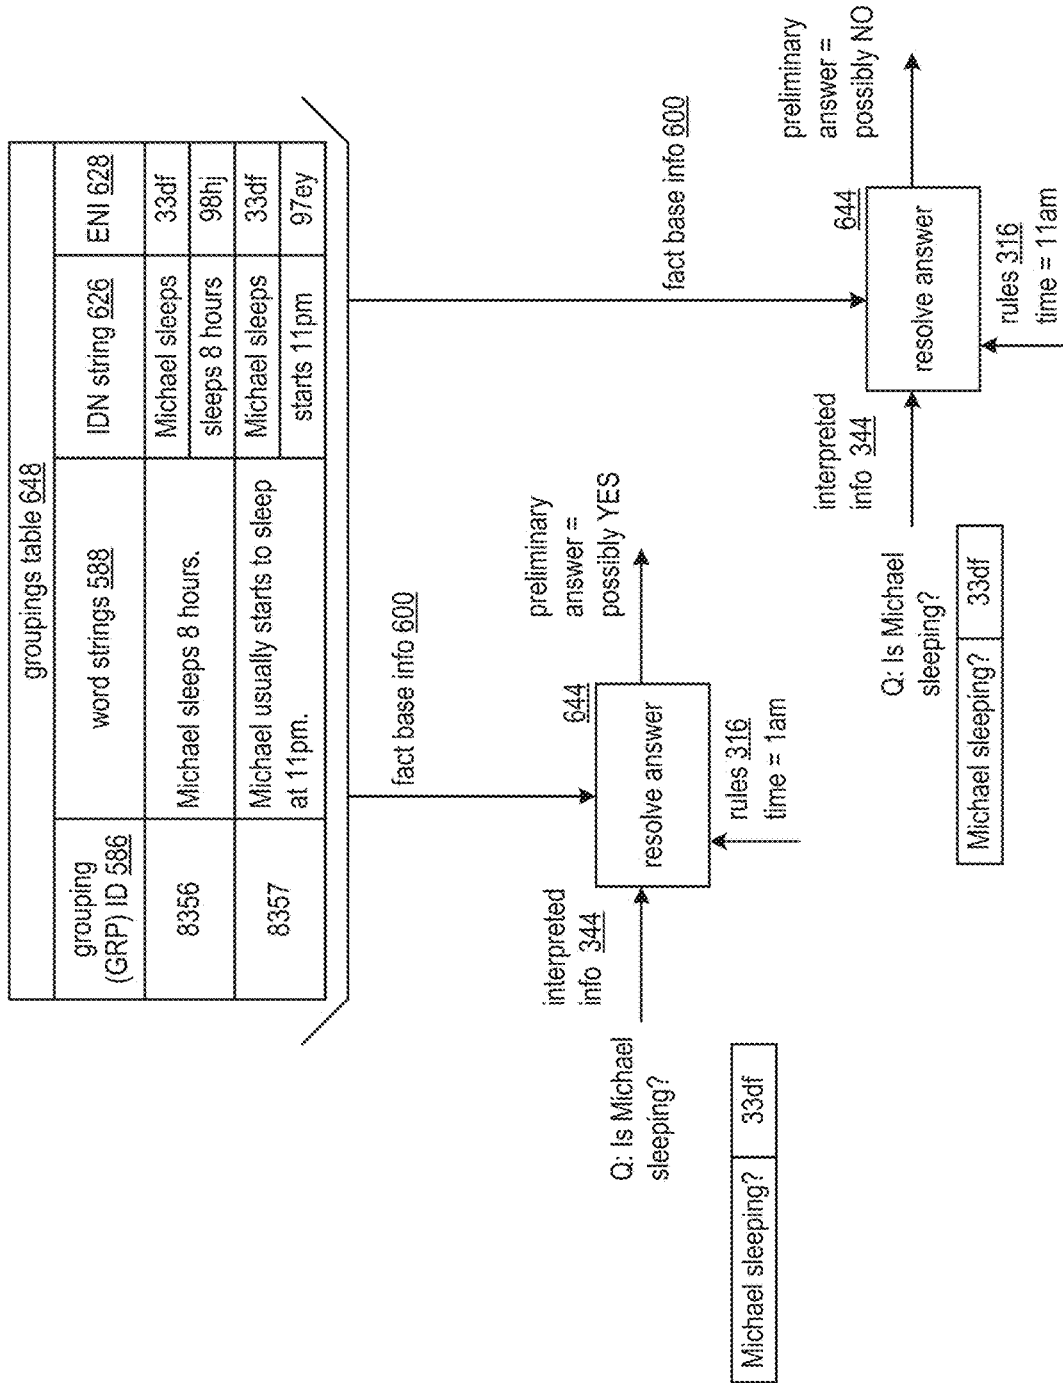 groupings table 648
grouping
(GRP) ID 586
word strings 588
IDN string 626
ENI 628
8356
Michael sleeps 8 hours.
Michael sleeps
33df
sleeps 8 hours
98hj
8357
Michael usually starts to sleep
at 11pm.
Michael sleeps
33df
starts 11pm
97ey
fact base info 600
Q: Is Michael
sleeping?
interpreted
info 344
644
resolve answer
rules 316
time = 1am
preliminary
answer =
possibly YES
Michael sleeping?
33df
fact base info 600
Q: Is Michael
sleeping?
interpreted
info 344
644
resolve answer
rules 316
time = 11am
preliminary
answer =
possibly NO
Michael sleeping?
33df